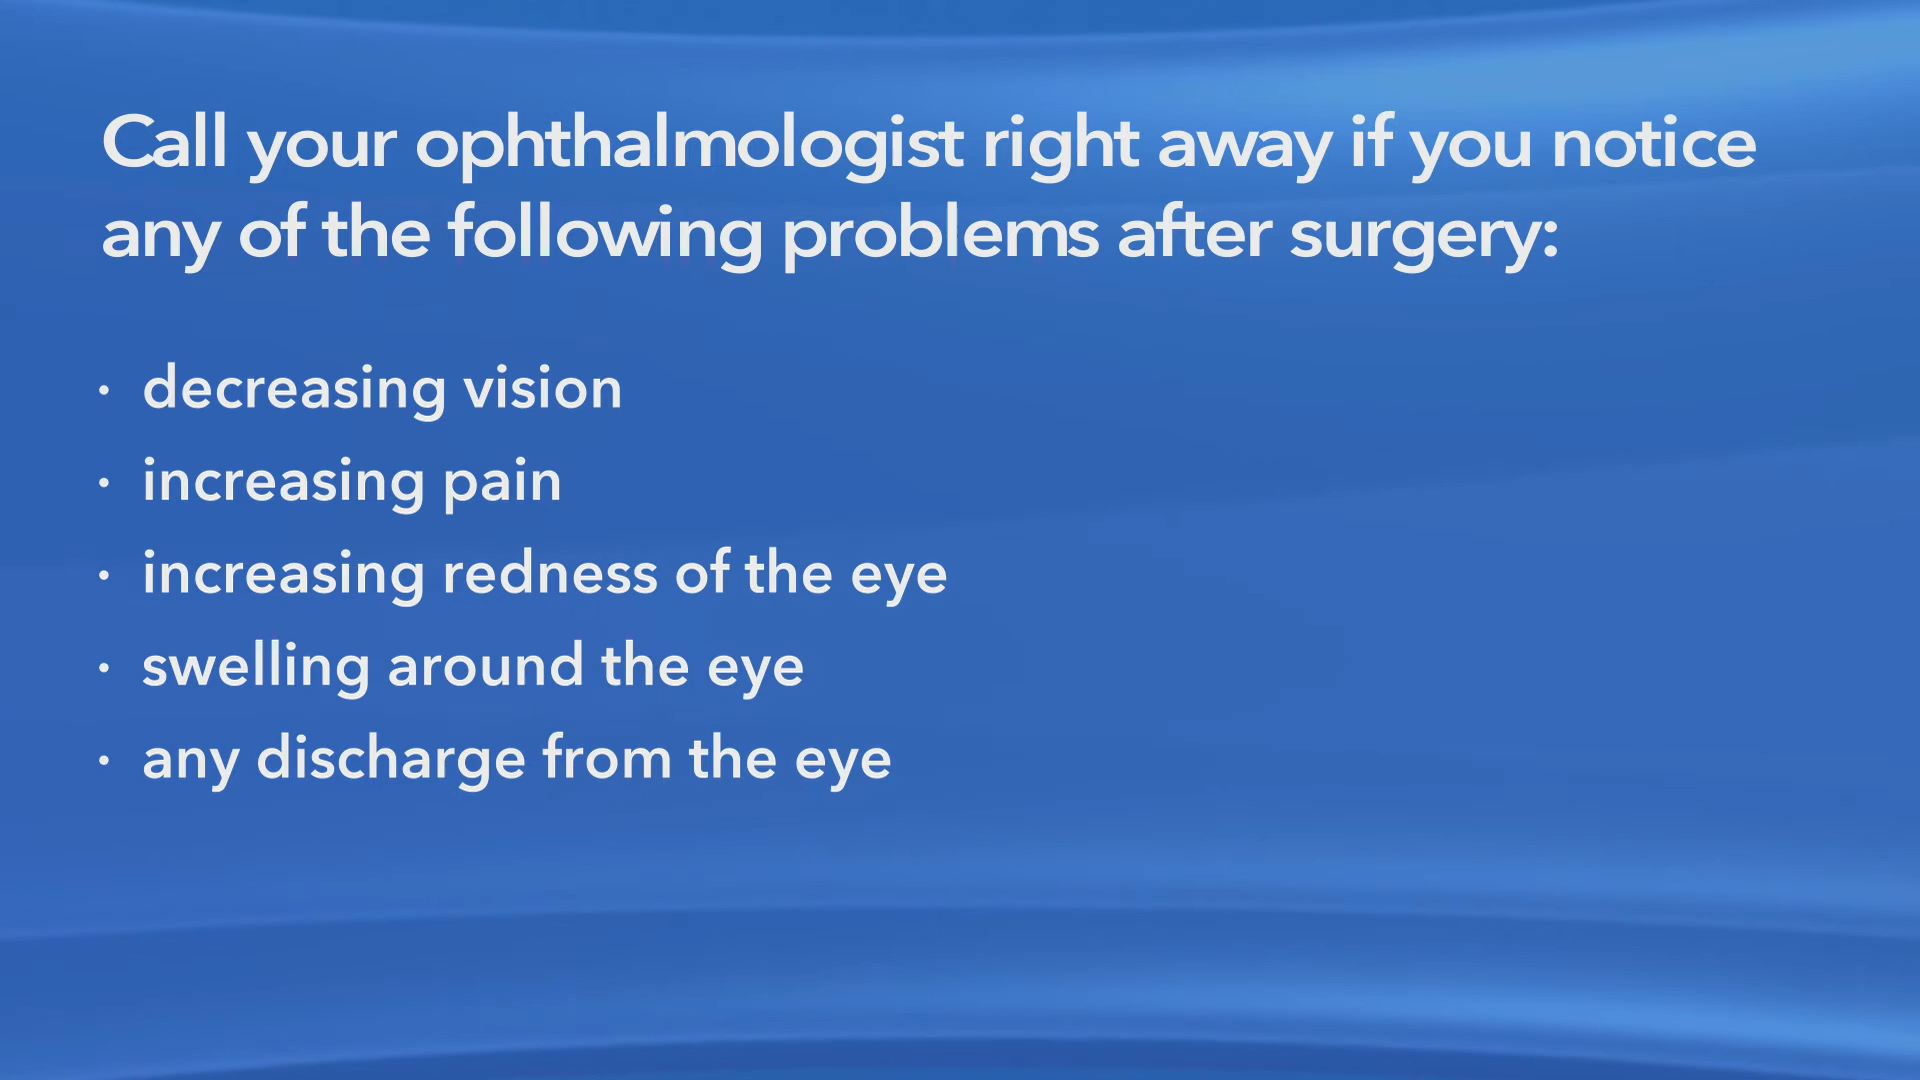 Call your ophthalmologist right away if you notice
any of the following problems after surgery:
• decreasing vision
• increasing pain
• increasing redness of the eye
• swelling around the eye
• any discharge from the eye